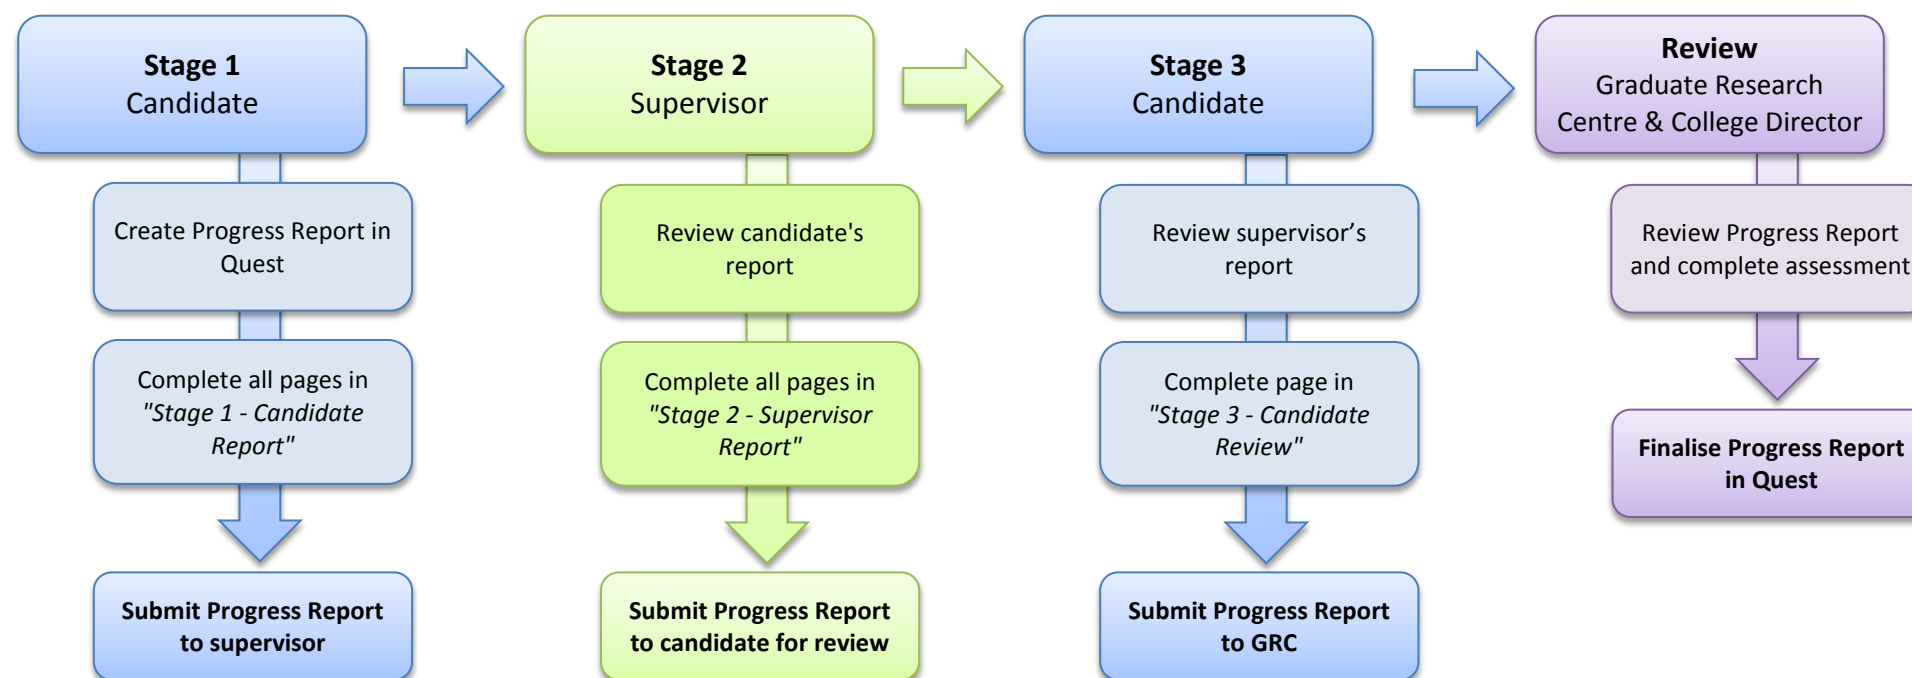 Stage 1
Candidate
Create Progress Report in
Quest
Complete all pages in
"Stage 1 - Candidate
Report"
Submit Progress Report
to supervisor
Stage 2
Supervisor
Review candidate's
report
Complete all pages in
"Stage 2 - Supervisor
Report"
Submit Progress Report
to candidate for review
Stage 3
Candidate
Review supervisor’s
report
Complete page in
"Stage 3 - Candidate
Review"
Submit Progress Report
to GRC
Review
Graduate Research
Centre & College Director
Review Progress Report
and complete assessment
Finalise Progress Report
in Quest